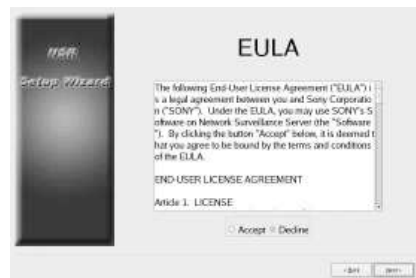 NSR
Setup Wizard
EULA
The following End-User License Agreement ("EULA") i
s a legal agreement between you and Sony Corporatio
n ("SONY"). Under the EULA, you may use SONY's S
oftware on Network Surveillance Server (the "Software
"). By clicking the button "Accept" below, it is deemed t
hat you agree to be bound by the terms and conditions
of the EULA.
END-USER LICENSE AGREEMENT
Article 1. LICENSE
Accept
Decline